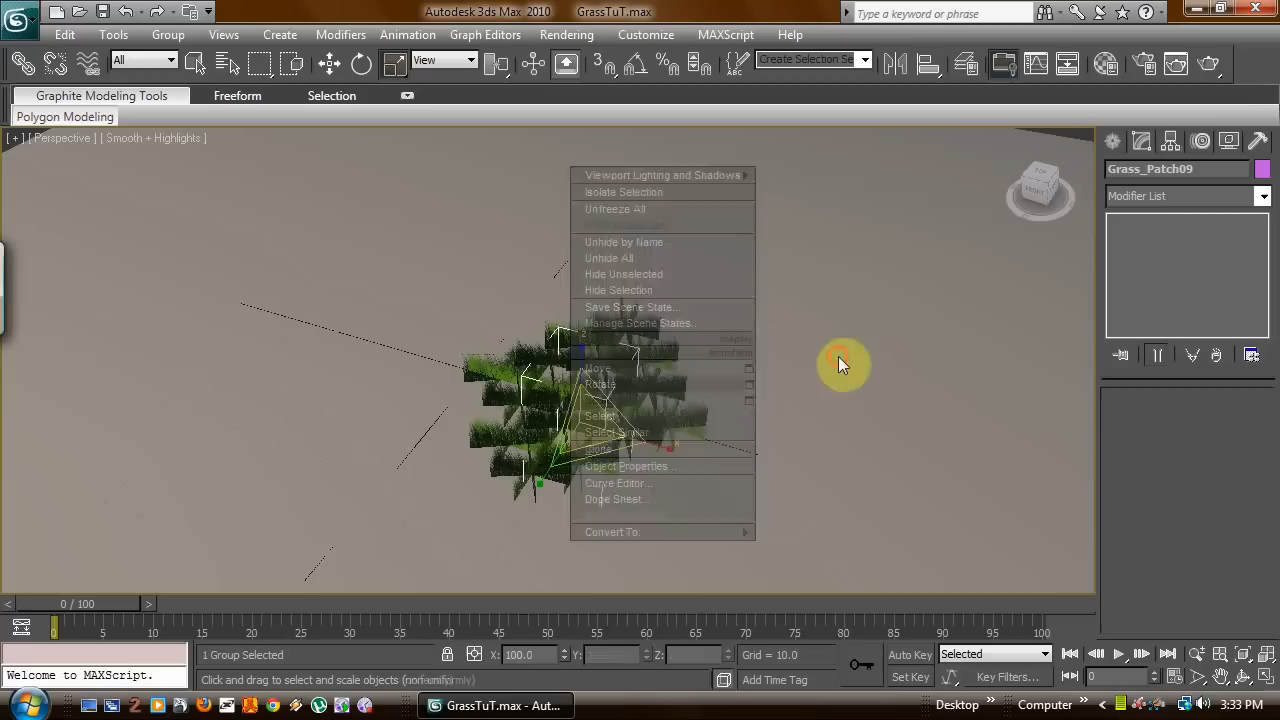 Autodesk 3ds Max 2010 GrassTuT.max
Type a keyword or phrase
Edit Tools Group Views Create Modifiers Animation Graph Editors Rendering Customize MAXScript Help
All View Create Selection Se
Graphite Modeling Tools Freeform Selection
Polygon Modeling
[ + ] [ Perspective ] [ Smooth + Highlights ]
Grass_Patch09
Modifier List
TOP
FRONT
Viewport Lighting and Shadows
Isolate Selection
Unfreeze All
Unhide by Name
Unhide All
Hide Unselected
Hide Selection
Save Scene State...
Manage Scene States..
display
transform
Move
Rotate
Select
Select Similar
Clone
Object Properties...
Curve Editor...
Dope Sheet...
Convert To:
0 / 100
0 5 10 15 20 25 30 35 40 45 50 55 60 65 70 75 80 85 90 95 100
1 Group Selected X: 100.0 Y: Z: Grid = 10.0 Auto Key Selected
Welcome to MAXScript.
Click and drag to select and scale objects (non-uniformly) Add Time Tag Set Key Key Filters... 0
GrassTuT.max - Aut... Desktop Computer 3:33 PM